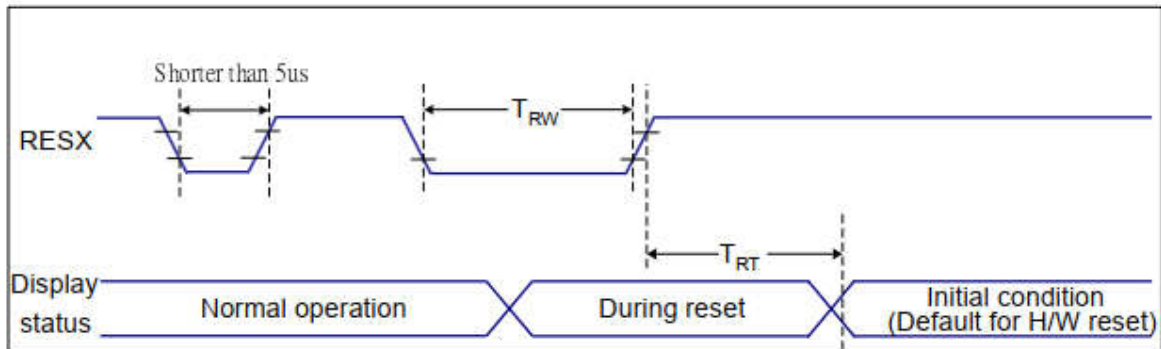 Shorter than 5us
RESX
TRW
TRT
Display
status
Normal operation
During reset
Initial condition
(Default for H/W reset)